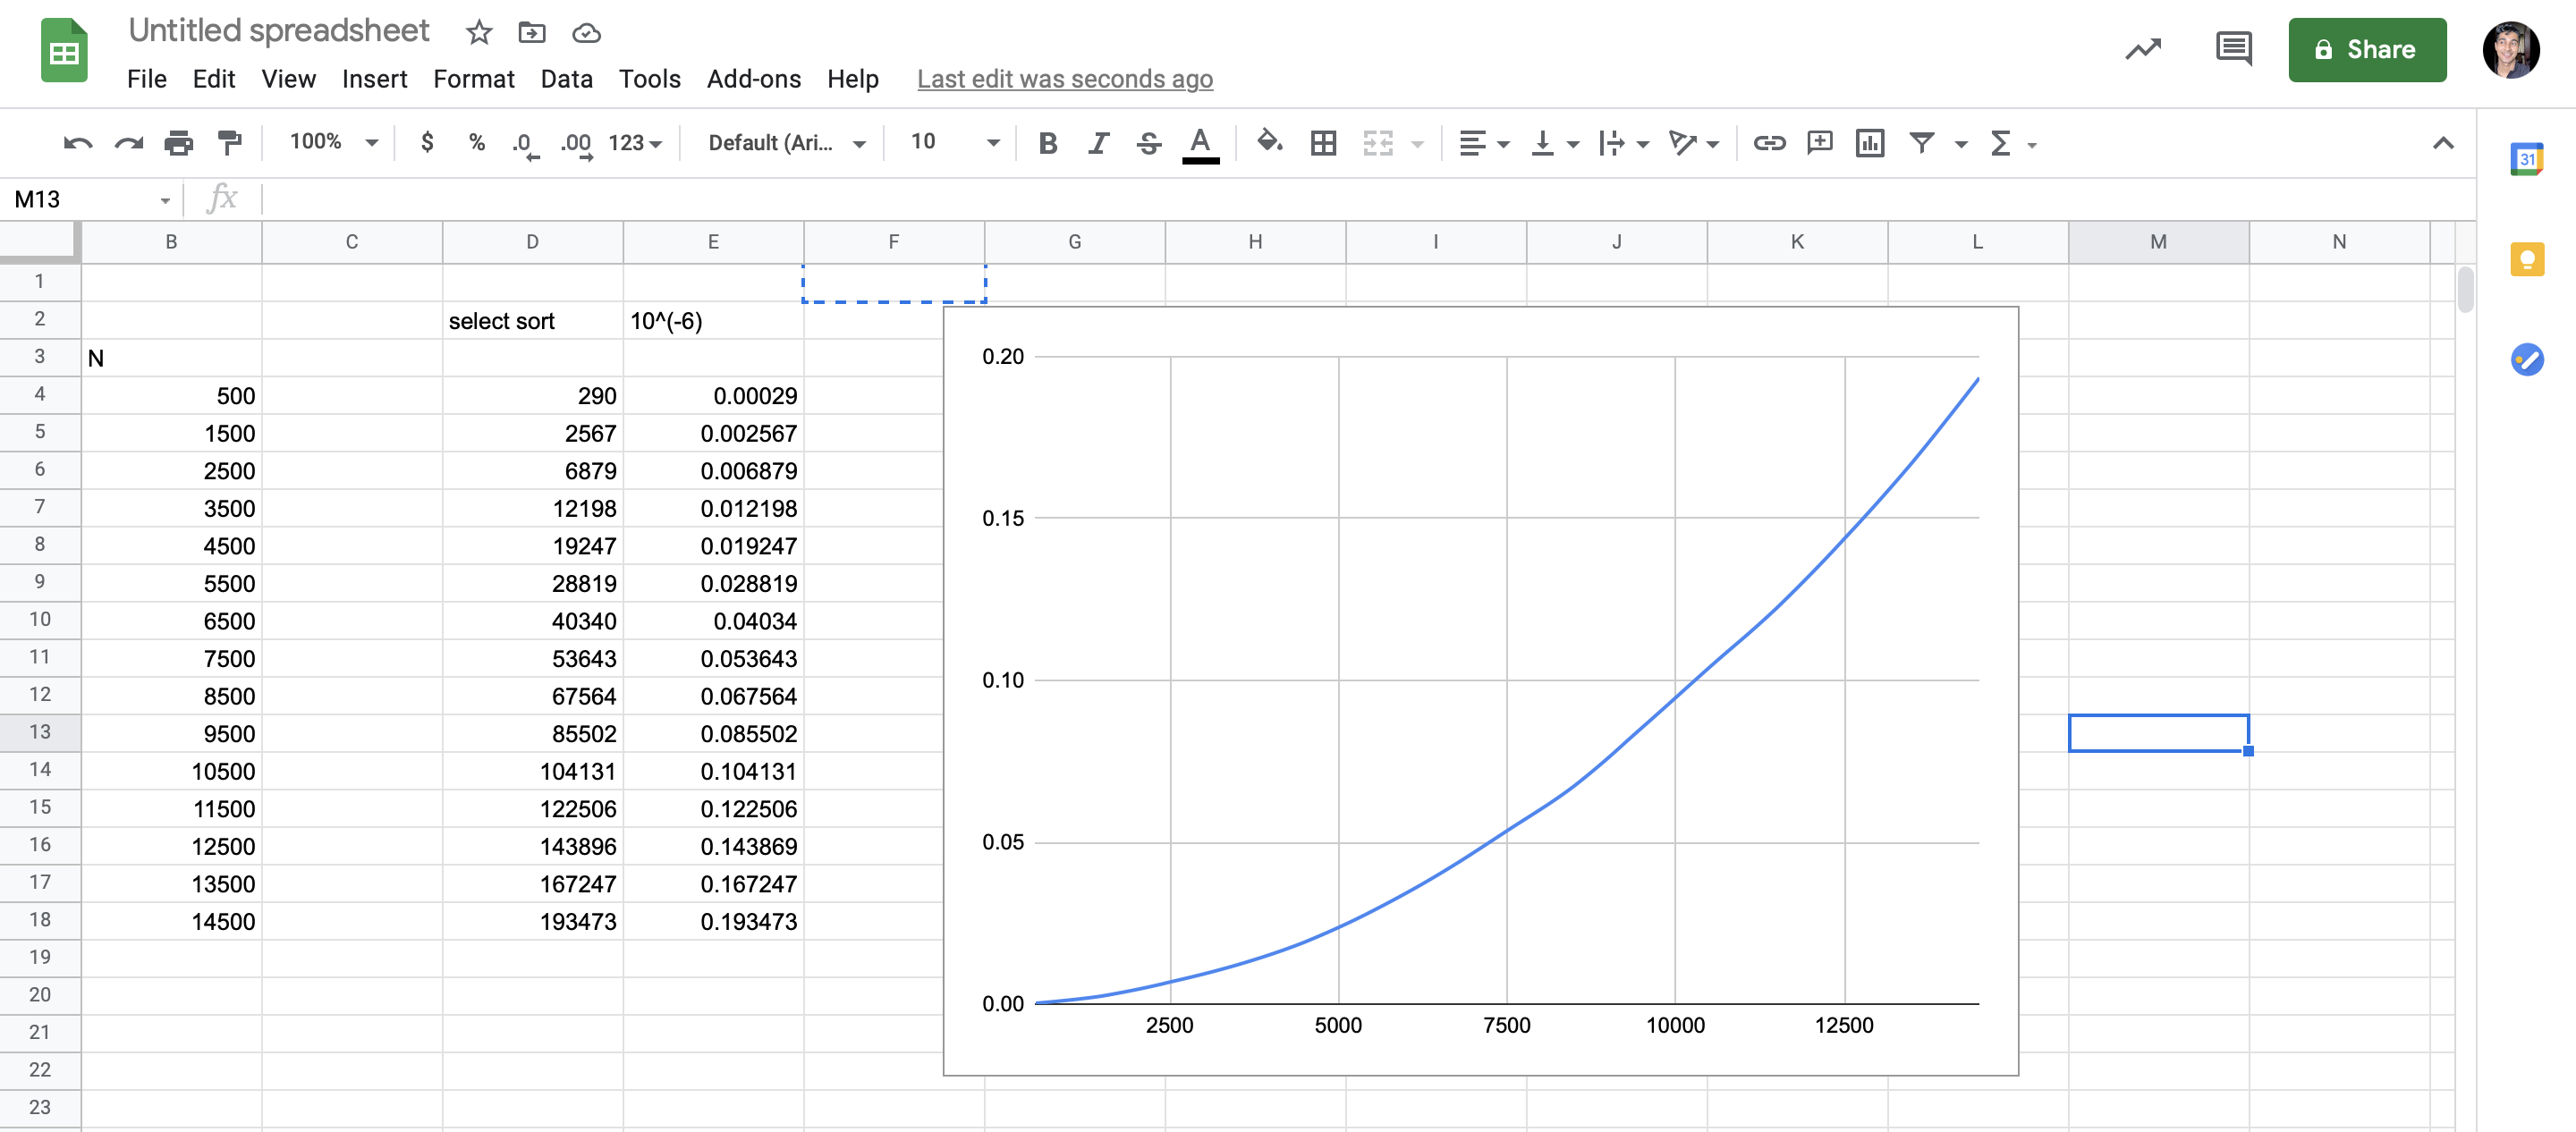 Untitled spreadsheet
File Edit View Insert Format Data Tools Add-ons Help Last edit was seconds ago
Share
100% $ % .0 .00 123 Default (Ari... 10 B I S A Σ
31
M13 fx
B C D E F G H I J K L M N
1
2 select sort 10^(-6)
3 N
4 500 290 0.00029
5 1500 2567 0.002567
6 2500 6879 0.006879
7 3500 12198 0.012198
8 4500 19247 0.019247
9 5500 28819 0.028819
10 6500 40340 0.04034
11 7500 53643 0.053643
12 8500 67564 0.067564
13 9500 85502 0.085502
14 10500 104131 0.104131
15 11500 122506 0.122506
16 12500 143896 0.143869
17 13500 167247 0.167247
18 14500 193473 0.193473
19
20
21
22
23
0.20
0.15
0.10
0.05
0.00
2500 5000 7500 10000 12500